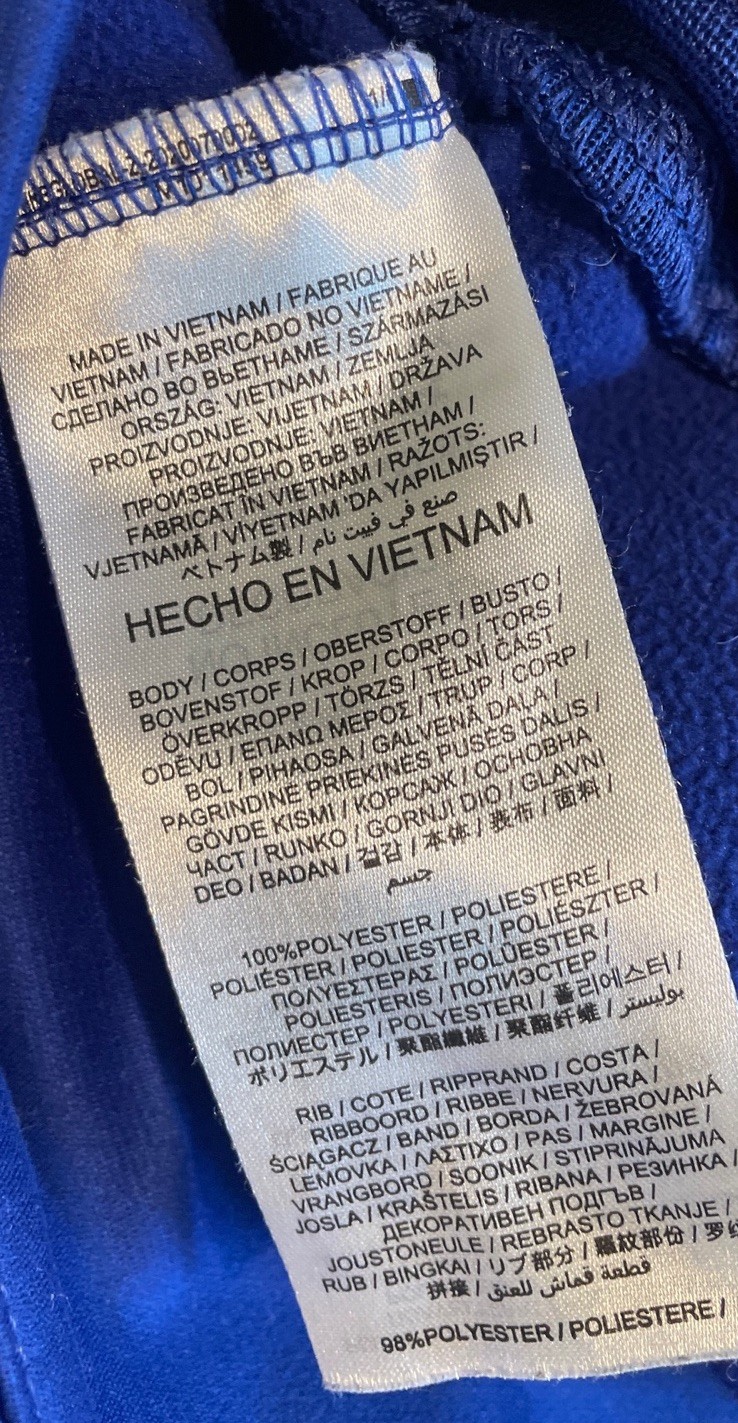 1/
MADE IN VIETNAM / FABRIQUE AU
VIETNAM / FABRICADO NO VIETNAME /
СДЕЛАНО ВО ВЬЕТНАМЕ / SZÁRMAZÁSI
ORSZÁG: VIETNAM / ZEMLJA
PROIZVODNJE: VIJETNAM / DRŽAVA
PROIZVODNJE: VIETNAM /
ПРОИЗВЕДЕНО ВЪВ ВИЕТНАМ /
FABRICAT ÎN VIETNAM / RAŽOTS:
VJETNAMĀ / VİYETNAM 'DA YAPILMIŞTIR /
ベトナム製 / صنع في فييت نام
HECHO EN VIETNAM
BODY / CORPS / OBERSTOFF / BUSTO /
BOVENSTOF / KROP / CORPO / TORS /
ÖVERKROPP / TÖRZS / TĚLNÍ ČÁST
ODĚVU / ΕΠΑΝΩ ΜΕΡΟΣ / TRUP / CORP /
BOL / PIHAOSA / GALVENĀ DAĻA /
PAGRINDINĖ PRIEKINĖS PUSĖS DALIS /
GÖVDE KISMI / КОРСАЖ / ОСНОВНА
ЧАСТ / RUNKO / GORNJI DIO / GLAVNI
DEO / BADAN / 겉감 / 本体 / 表布 / 面料 /
جسم
100%POLYESTER / POLIESTERE /
POLIÉSTER / POLIESTER / POLIÉSZTER /
ΠΟΛΥΕΣΤΕΡΑΣ / POLÜESTER /
POLIESTERIS / ПОЛИЭСТЕР /
ПОЛИЕСТЕР / POLYESTERI / 폴리에스터 /
ポリエステル / 聚酯纖維 / 聚酯纤维 / بوليستر
RIB / COTE / RIPPRAND / COSTA /
RIBBOORD / RIBBE / NERVURA /
ŚCIĄGACZ / BAND / BORDA / ŽEBROVANÁ
LEMOVKA / ΛΑΣΤΙΧΟ / PAS / MARGINE /
VRANGBORD / SOONIK / STIPRINĀJUMA
JOSLA / KRAŠTELIS / RIBANA / РЕЗИНКА /
ДЕКОРАТИВЕН ПОДГЪВ /
JOUSTONEULE / REBRASTO TKANJE /
RUB / BINGKAI / リブ部分 / 羅紋部份 / 罗纹
拼接 / قطعة قماش للعنق
98%POLYESTER / POLIESTERE /